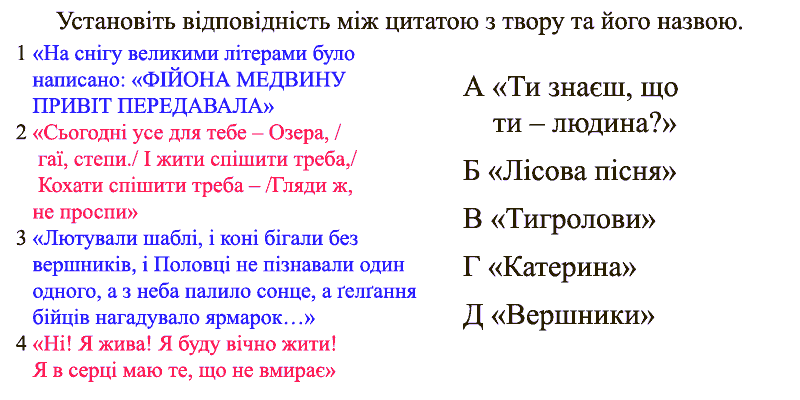 Установіть відповідність між цитатою з твору та його назвою.
1 «На снігу великими літерами було
написано: «ФІЙОНА МЕДВИНУ
ПРИВІТ ПЕРЕДАВАЛА»
2 «Сьогодні усе для тебе – Озера, /
гаї, степи./ І жити спішити треба,/
Кохати спішити треба – /Гляди ж,
не проспи»
3 «Лютували шаблі, і коні бігали без
вершників, і Половці не пізнавали один
одного, а з неба палило сонце, а ґелґання
бійців нагадувало ярмарок…»
4 «Ні! Я жива! Я буду вічно жити!
Я в серці маю те, що не вмирає»
А «Ти знаєш, що
ти – людина?»
Б «Лісова пісня»
В «Тигролови»
Г «Катерина»
Д «Вершники»